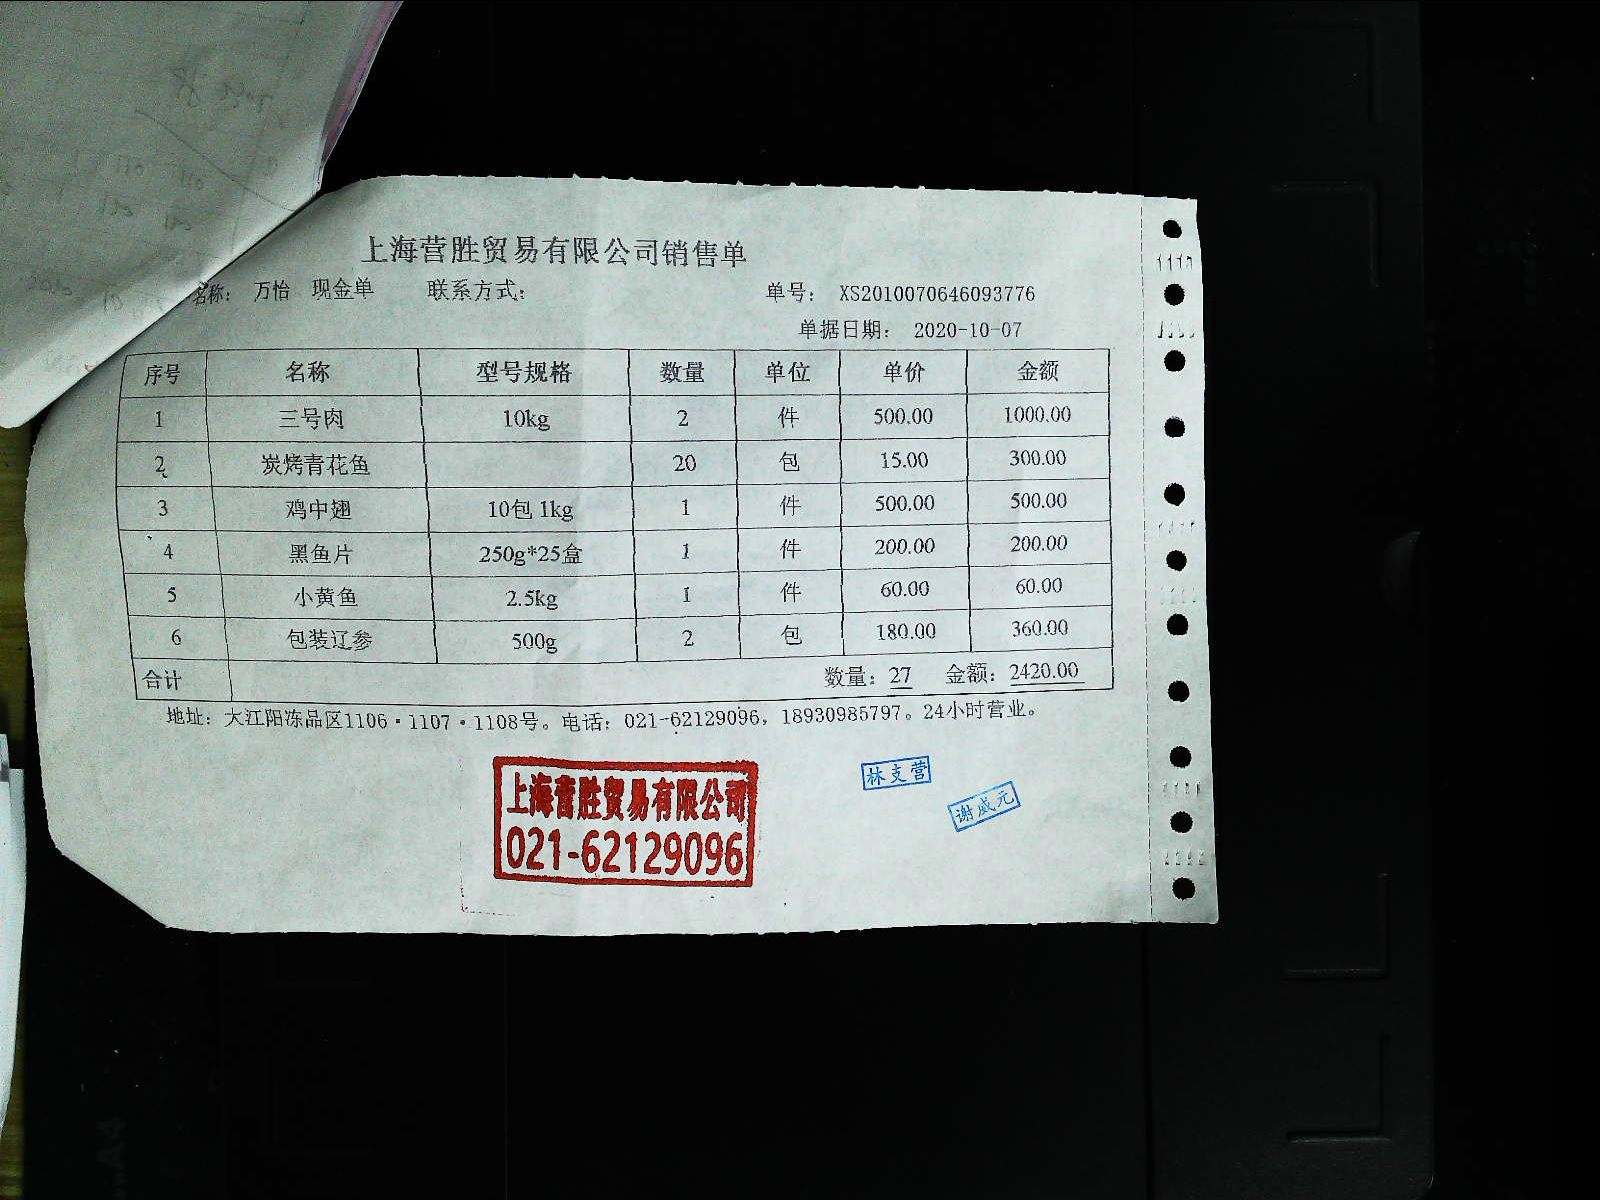 上海营胜贸易有限公司销售单
名称： 万怡 现金单 联系方式： 单号： XS2010070646093776
单据日期： 2020-10-07
序号 名称 型号规格 数量 单位 单价 金额
1 三号肉 10kg 2 件 500.00 1000.00
2 炭烤青花鱼 20 包 15.00 300.00
3 鸡中翅 10包 1kg 1 件 500.00 500.00
4 黑鱼片 250g*25盒 1 件 200.00 200.00
5 小黄鱼 2.5kg 1 件 60.00 60.00
6 包装辽参 500g 2 包 180.00 360.00
合计 数量：27 金额：2420.00
地址：大江阳冻品区1106·1107·1108号。电话：021-62129096，18930985797。24小时营业。
上海营胜贸易有限公司
021-62129096
林支营
谢威元